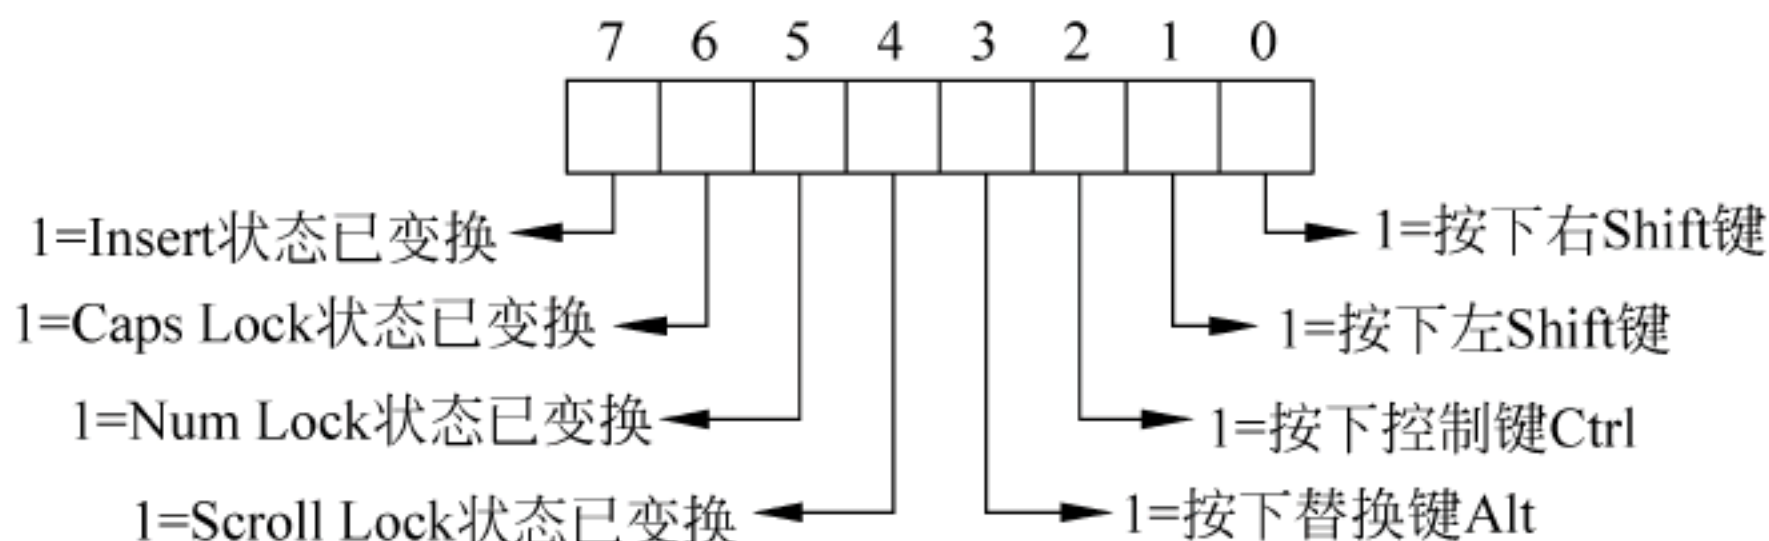 7 6 5 4 3 2 1 0
1=Insert状态已变换
1=按下右Shift键
1=Caps Lock状态已变换
1=按下左Shift键
1=Num Lock状态已变换
1=按下控制键Ctrl
1=Scroll Lock状态已变换
1=按下替换键Alt